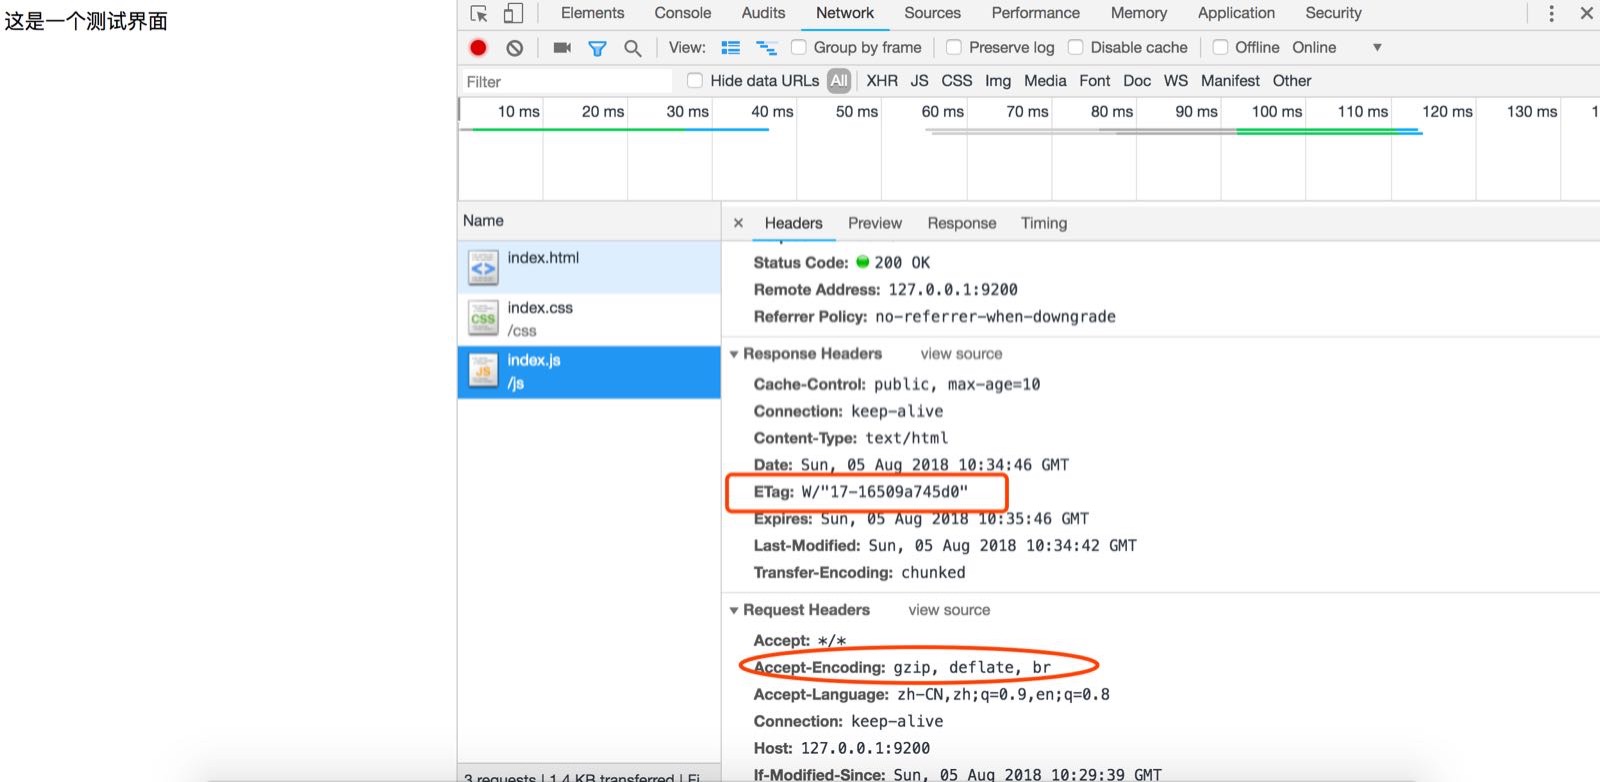 这是一个测试界面
Elements Console Audits Network Sources Performance Memory Application Security
View: Group by frame Preserve log Disable cache Offline Online
Filter Hide data URLs All XHR JS CSS Img Media Font Doc WS Manifest Other
10 ms 20 ms 30 ms 40 ms 50 ms 60 ms 70 ms 80 ms 90 ms 100 ms 110 ms 120 ms 130 ms 1
Name
index.html
CSS
index.css
/css
JS
index.js
/js
× Headers Preview Response Timing
Status Code: 200 OK
Remote Address: 127.0.0.1:9200
Referrer Policy: no-referrer-when-downgrade
Response Headers view source
Cache-Control: public, max-age=10
Connection: keep-alive
Content-Type: text/html
Date: Sun, 05 Aug 2018 10:34:46 GMT
ETag: W/"17-16509a745d0"
Expires: Sun, 05 Aug 2018 10:35:46 GMT
Last-Modified: Sun, 05 Aug 2018 10:34:42 GMT
Transfer-Encoding: chunked
Request Headers view source
Accept: */*
Accept-Encoding: gzip, deflate, br
Accept-Language: zh-CN,zh;q=0.9,en;q=0.8
Connection: keep-alive
Host: 127.0.0.1:9200
If-Modified-Since: Sun, 05 Aug 2018 10:29:39 GMT
3 requests | 1.4 KB transferred | Fi